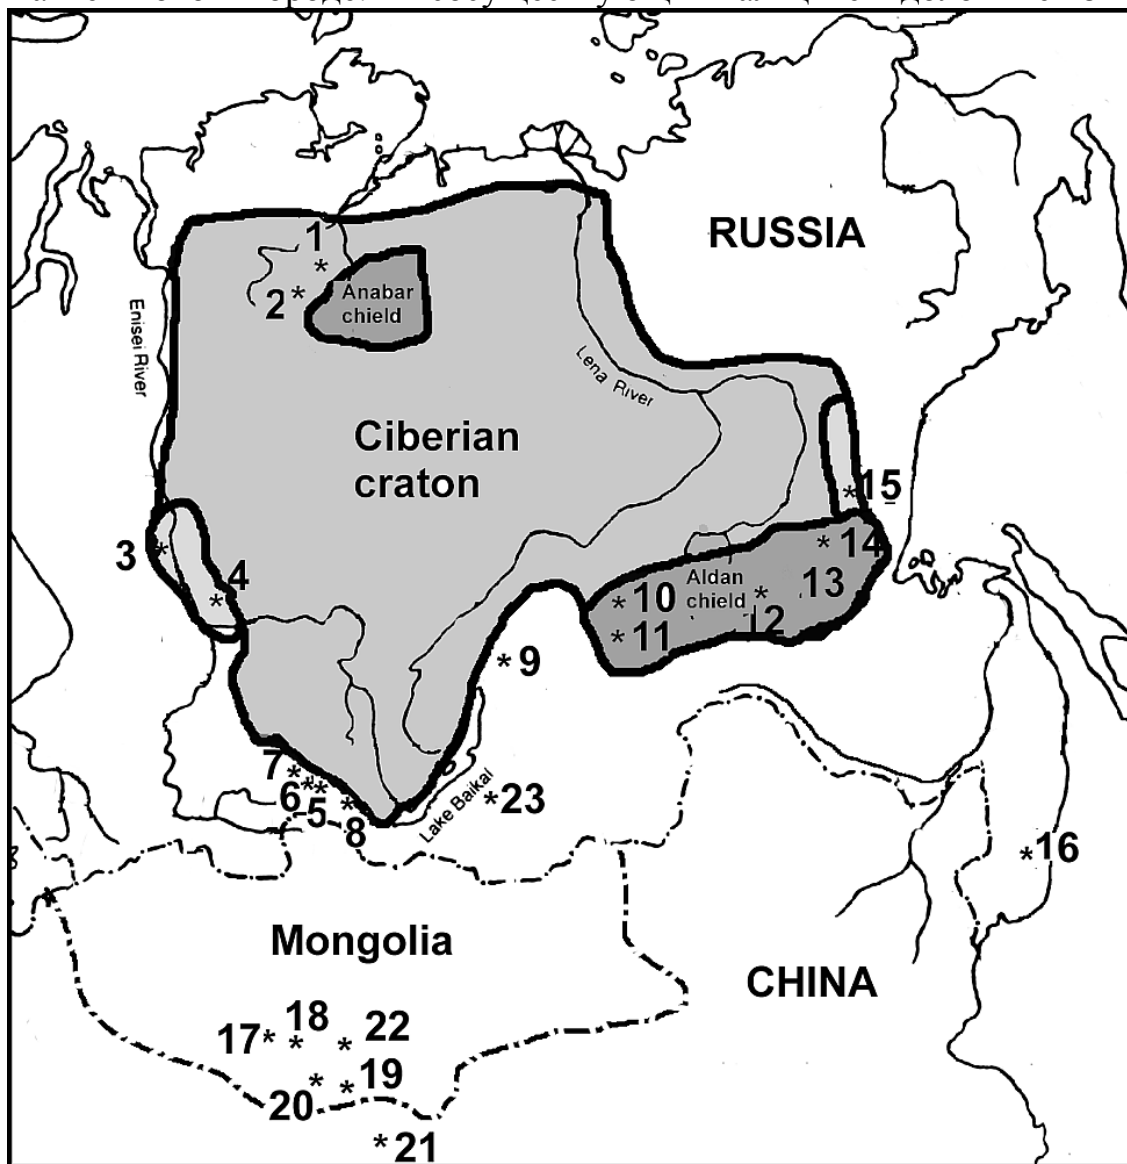 RUSSIA
1
2
Anabar
chield
Enisei River
Lena River
Ciberian
craton
15
3
4
14
10
Aldan
chield
13
12
11
9
7
6
5
8
Lake Baikal
23
16
Mongolia
CHINA
17
18
22
19
20
21